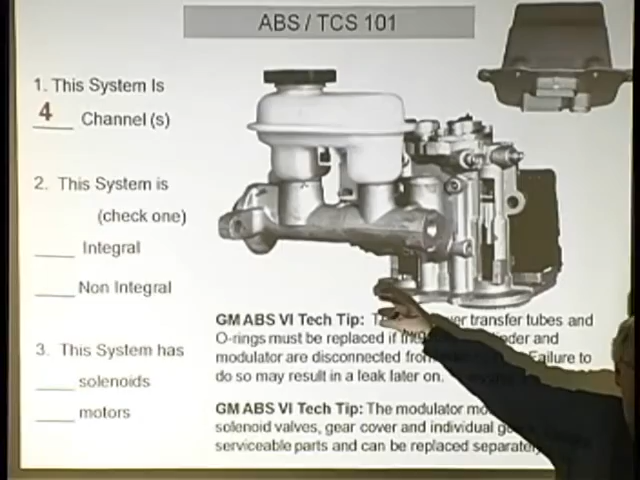 ABS / TCS 101
1. This System Is
4 Channel (s)
2. This System is
(check one)
Integral
Non Integral
3. This System has
solenoids
motors
GM ABS VI Tech Tip: transfer tubes and
O-rings must be replaced if and
modulator are disconnected Failure to
do so may result in a leak later on.
GM ABS VI Tech Tip: The modulator
solenoid valves, gear cover and individual
serviceable parts and can be replaced